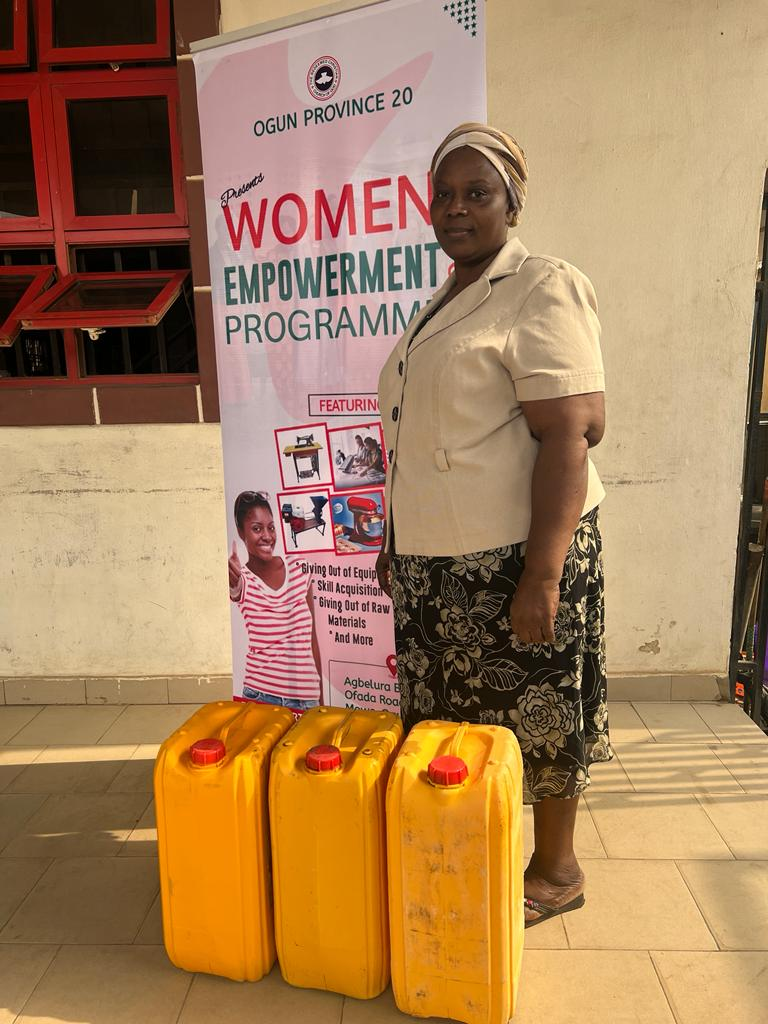 OGUN PROVINCE 20
Presents
WOMEN
EMPOWERMENT
PROGRAMM
FEATURING
* Giving Out of Equip
* Skill Acquisition
* Giving Out of Raw
Materials
* And More
Agbelura E
Ofada Roa